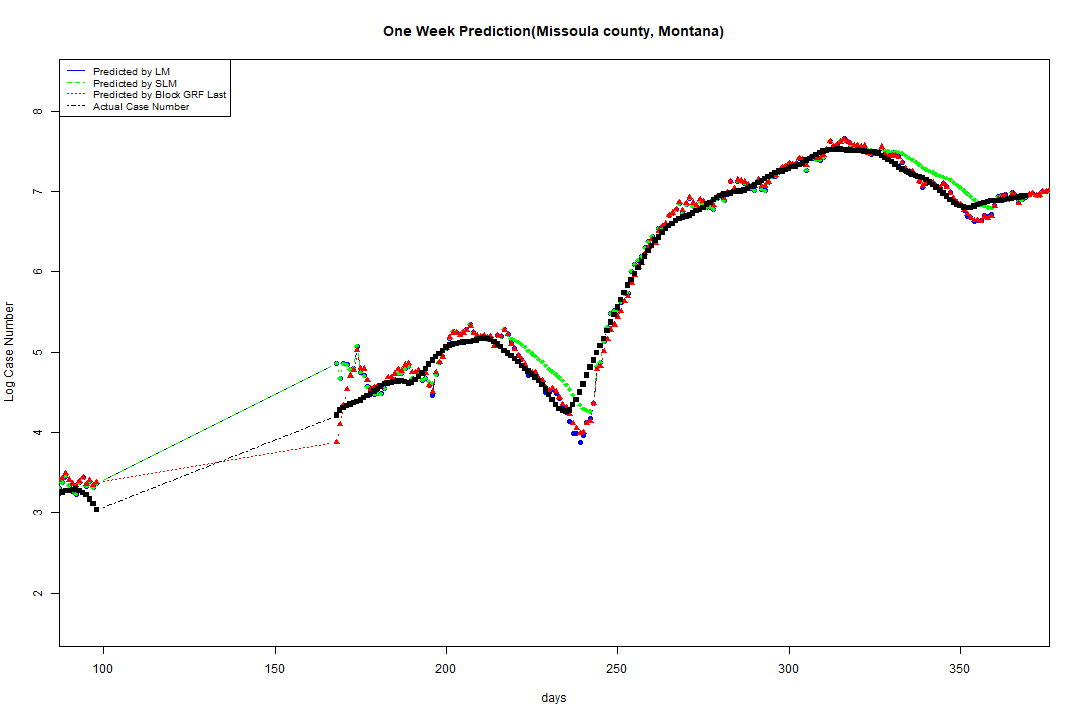 One Week Prediction(Missoula county, Montana)
Predicted by LM
Predicted by SLM
Predicted by Block GRF Last
Actual Case Number
8
7
6
5
4
3
2
Log Case Number
100 150 200 250 300 350
days